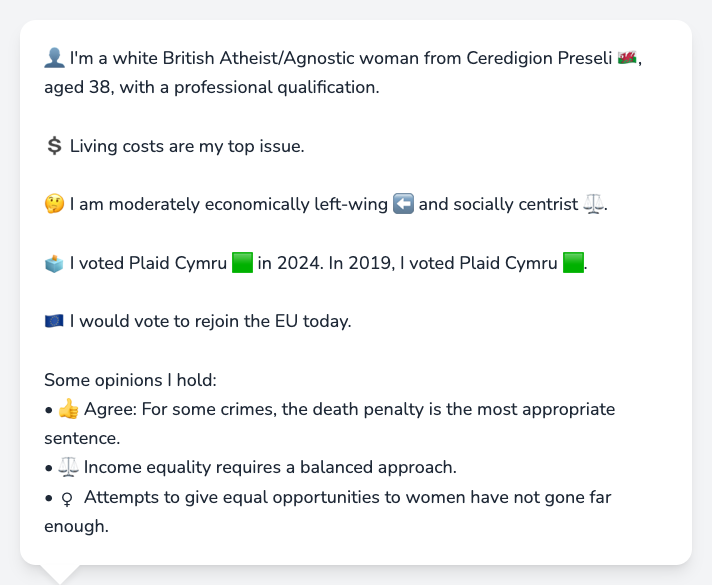 👤 I'm a white British Atheist/Agnostic woman from Ceredigion Preseli 🏴󠁧󠁢󠁷󠁬󠁳󠁿,
aged 38, with a professional qualification.
💲 Living costs are my top issue.
🤔 I am moderately economically left-wing ⬅️ and socially centrist ⚖️.
🗳️ I voted Plaid Cymru 🟩 in 2024. In 2019, I voted Plaid Cymru 🟩.
🇪🇺 I would vote to rejoin the EU today.
Some opinions I hold:
• 👍 Agree: For some crimes, the death penalty is the most appropriate
sentence.
• ⚖️ Income equality requires a balanced approach.
• ♀ Attempts to give equal opportunities to women have not gone far
enough.